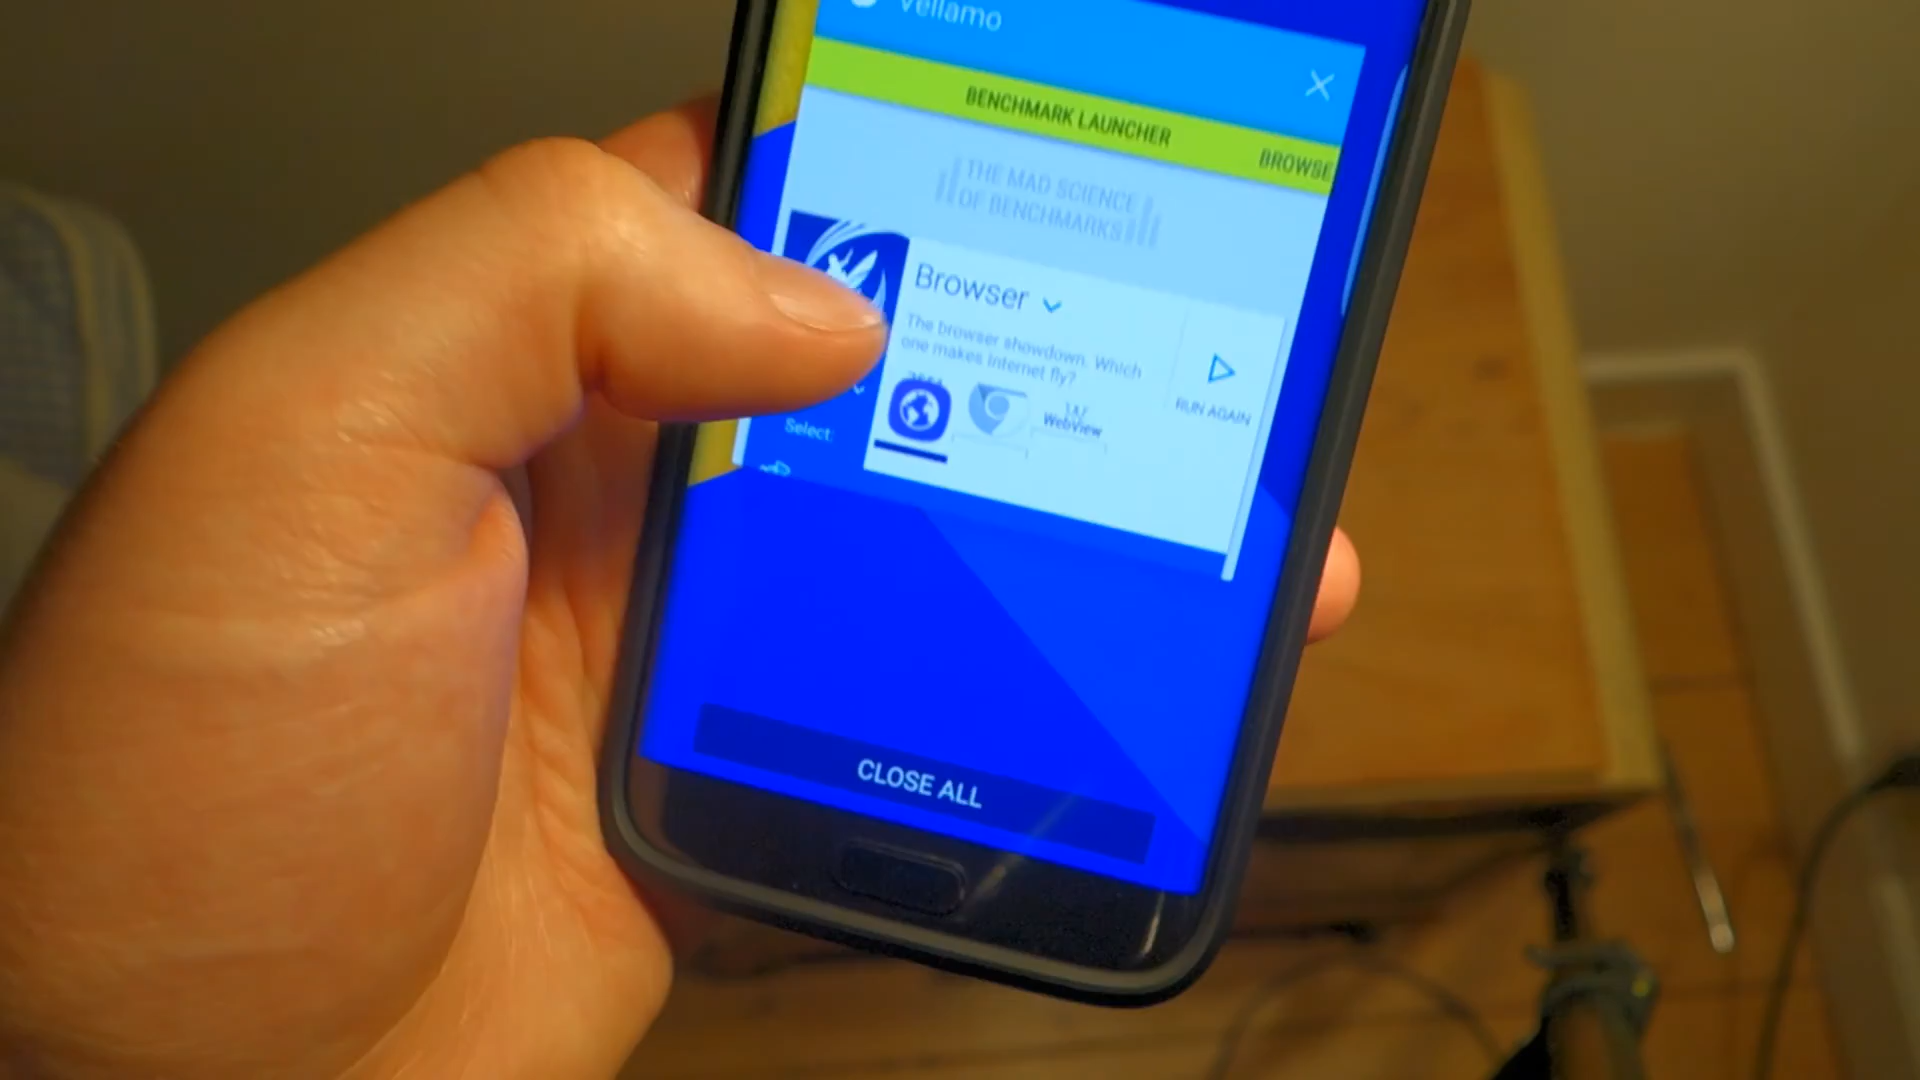 Vellamo
BENCHMARK LAUNCHER
BROWSE
THE MAD SCIENCE
OF BENCHMARKS
Browser
The browser showdown. Which
one makes Internet fly?
WebView
RUN AGAIN
Select
CLOSE ALL